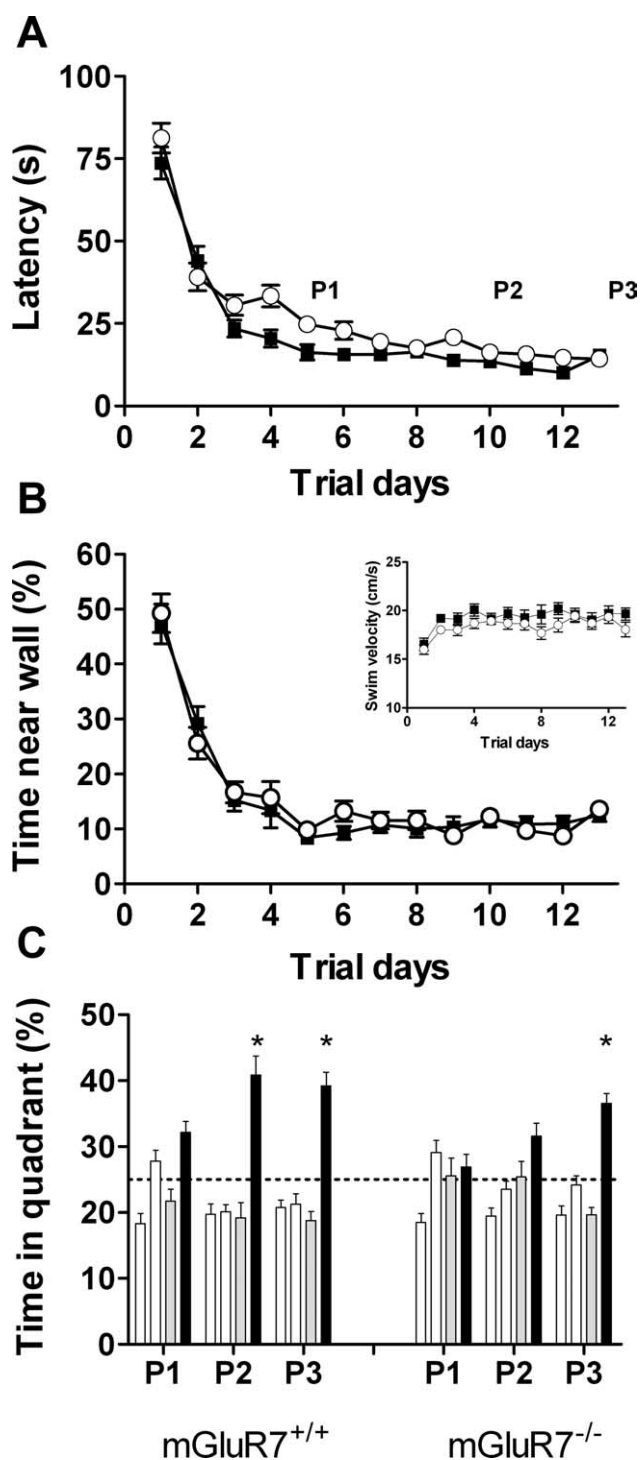 A
Latency (s)
100
75
50
25
0
P1 P2 P3
0 2 4 6 8 10 12
Trial days
B
Time near wall (%)
60
50
40
30
20
10
0
Swim velocity (cm/s)
25
20
15
10
0 4 8 12
Trial days
0 2 4 6 8 10 12
Trial days
C
Time in quadrant (%)
50
40
30
20
10
0
* * *
P1 P2 P3 P1 P2 P3
mGluR7+/+ mGluR7-/-